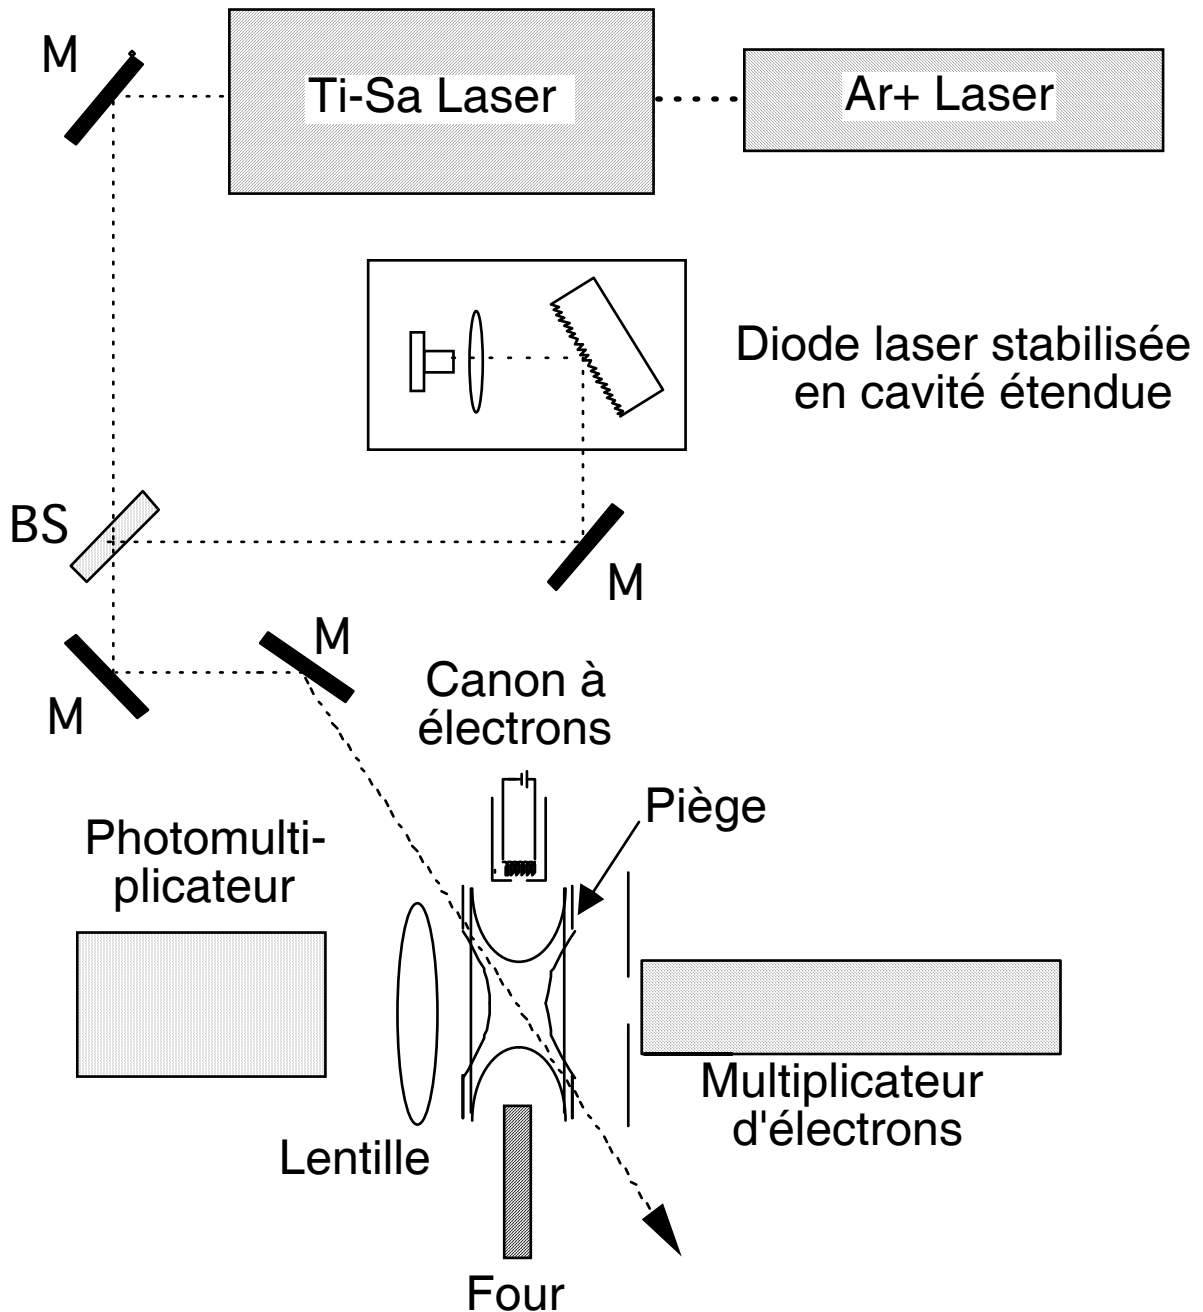 M
Ti-Sa Laser
Ar+ Laser
Diode laser stabilisée
en cavité étendue
BS
M
M
M
Canon à
électrons
Piège
Photomulti-
plicateur
Multiplicateur
d'électrons
Lentille
Four